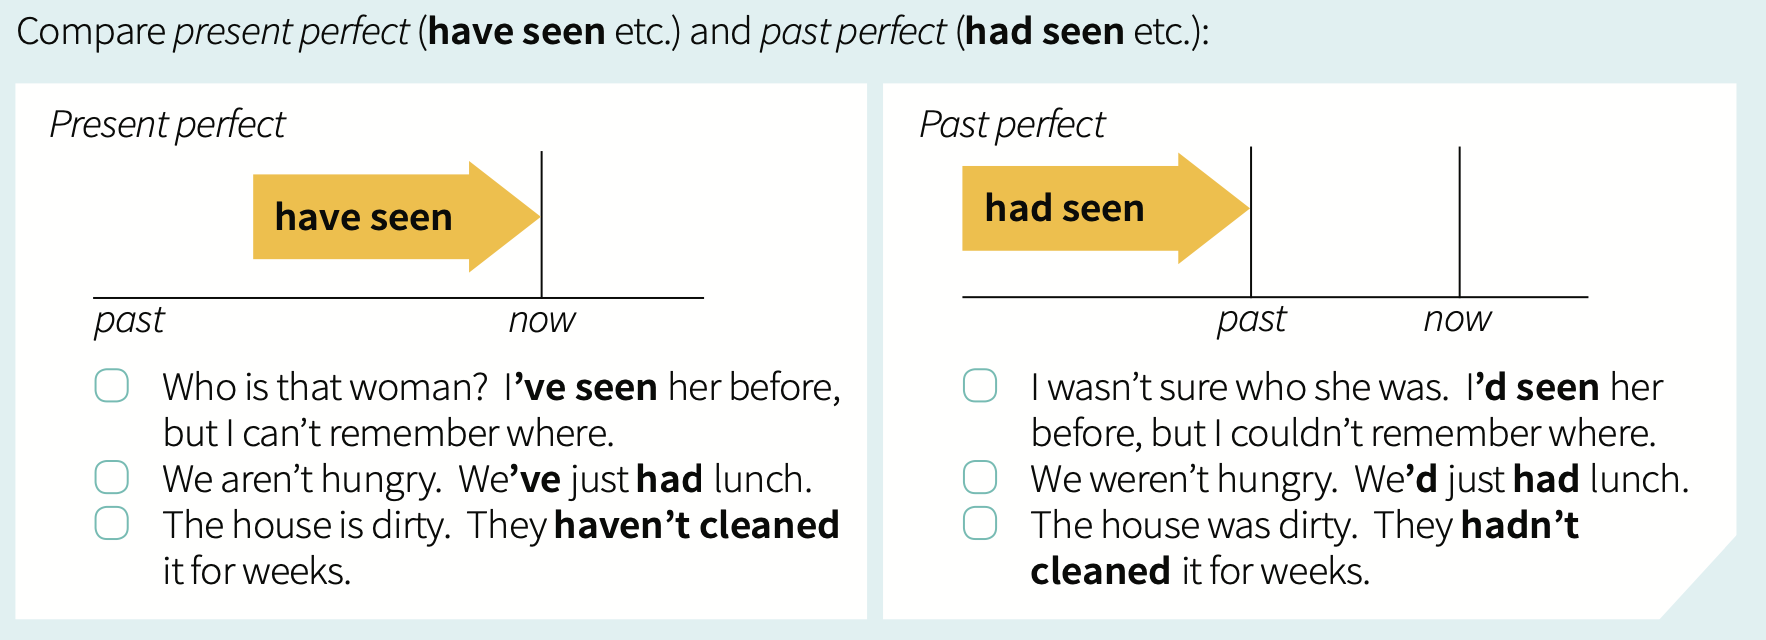 Compare present perfect (have seen etc.) and past perfect (had seen etc.):
Present perfect
have seen
past
now
Who is that woman? I’ve seen her before,
but I can’t remember where.
We aren’t hungry. We’ve just had lunch.
The house is dirty. They haven’t cleaned
it for weeks.
Past perfect
had seen
past
now
I wasn’t sure who she was. I’d seen her
before, but I couldn’t remember where.
We weren’t hungry. We’d just had lunch.
The house was dirty. They hadn’t
cleaned it for weeks.